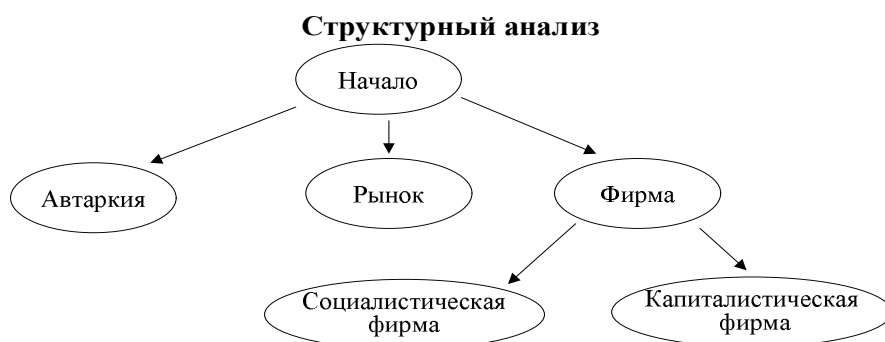 Структурный анализ
Начало
Автаркия
Рынок
Фирма
Социалистическая
фирма
Капиталистическая
фирма